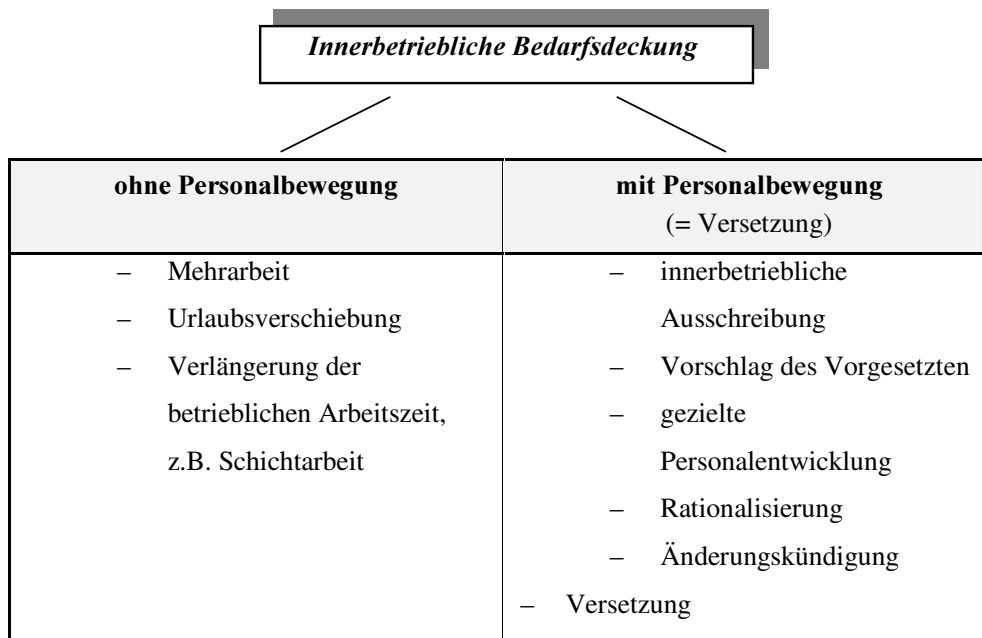 Innerbetriebliche Bedarfsdeckung
ohne Personalbewegung
– Mehrarbeit
– Urlaubsverschiebung
– Verlängerung der
betrieblichen Arbeitszeit,
z.B. Schichtarbeit
mit Personalbewegung
(= Versetzung)
– innerbetriebliche
Ausschreibung
– Vorschlag des Vorgesetzten
– gezielte
Personalentwicklung
– Rationalisierung
– Änderungskündigung
– Versetzung